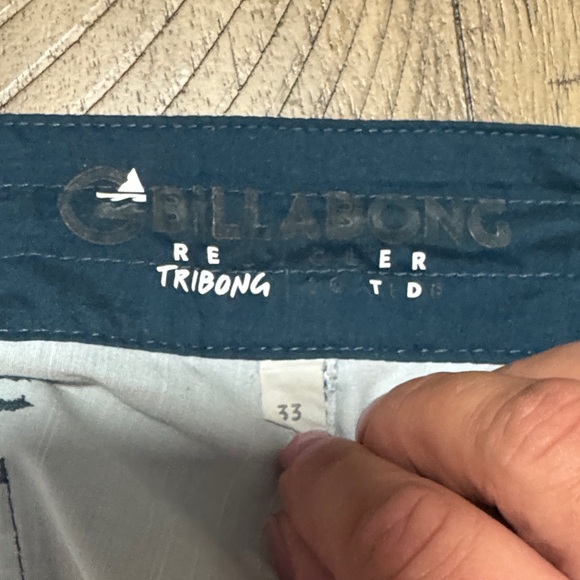 BILLABONG
RE ER
TRIBONG T D
33